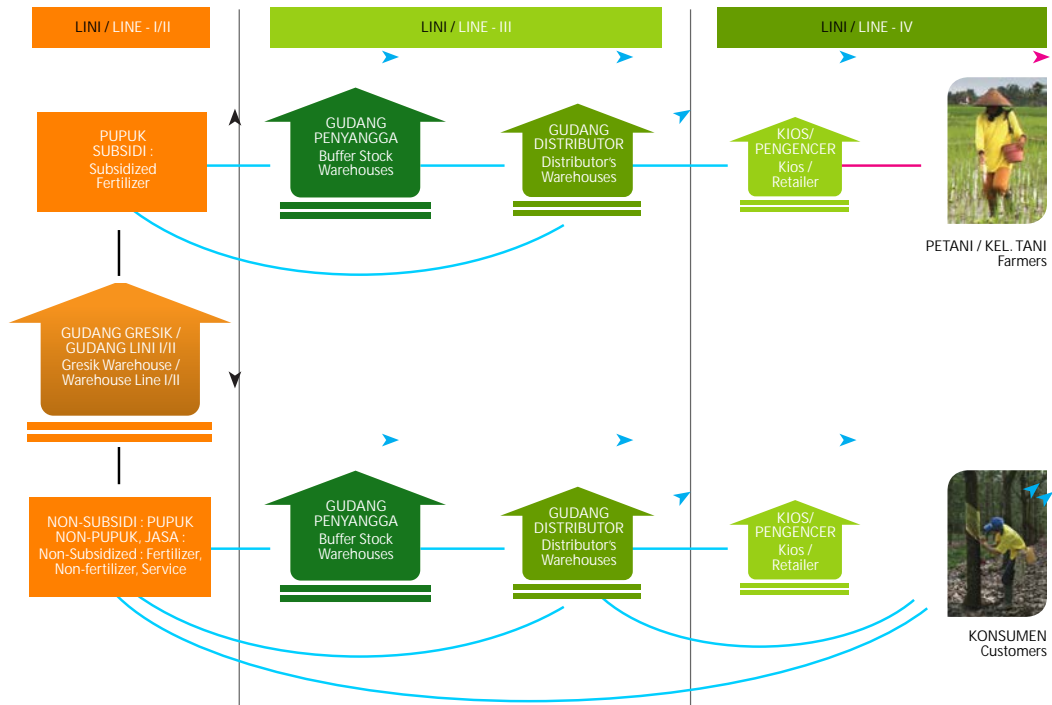 LINI / LINE - I/II
LINI / LINE - III
LINI / LINE - IV
PUPUK
SUBSIDI :
Subsidized
Fertilizer
GUDANG
PENYANGGA
Buffer Stock
Warehouses
GUDANG
DISTRIBUTOR
Distributor's
Warehouses
KIOS/
PENGENCER
Kios /
Retailer
PETANI / KEL. TANI
Farmers
GUDANG GRESIK /
GUDANG LINI I/II
Gresik Warehouse /
Warehouse Line I/II
NON-SUBSIDI : PUPUK
NON-PUPUK, JASA :
Non-Subsidized : Fertilizer,
Non-fertilizer, Service
GUDANG
PENYANGGA
Buffer Stock
Warehouses
GUDANG
DISTRIBUTOR
Distributor's
Warehouses
KIOS/
PENGENCER
Kios /
Retailer
KONSUMEN
Customers